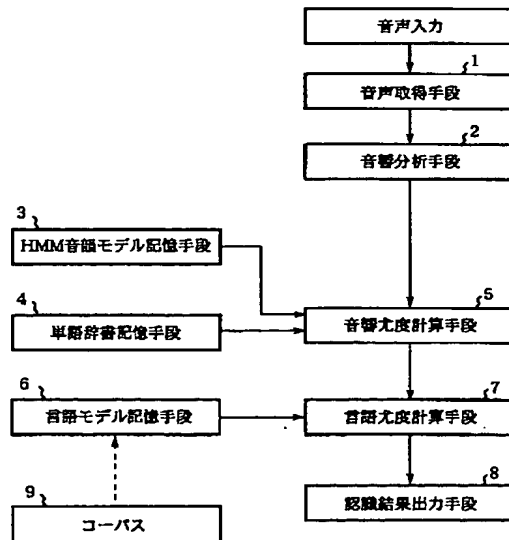 音声入力
1
音声取得手段
2
音響分析手段
3
HMM音韻モデル記憶手段
4
単語辞書記憶手段
5
音響尤度計算手段
6
言語モデル記憶手段
7
言語尤度計算手段
8
認識結果出力手段
9
コーパス